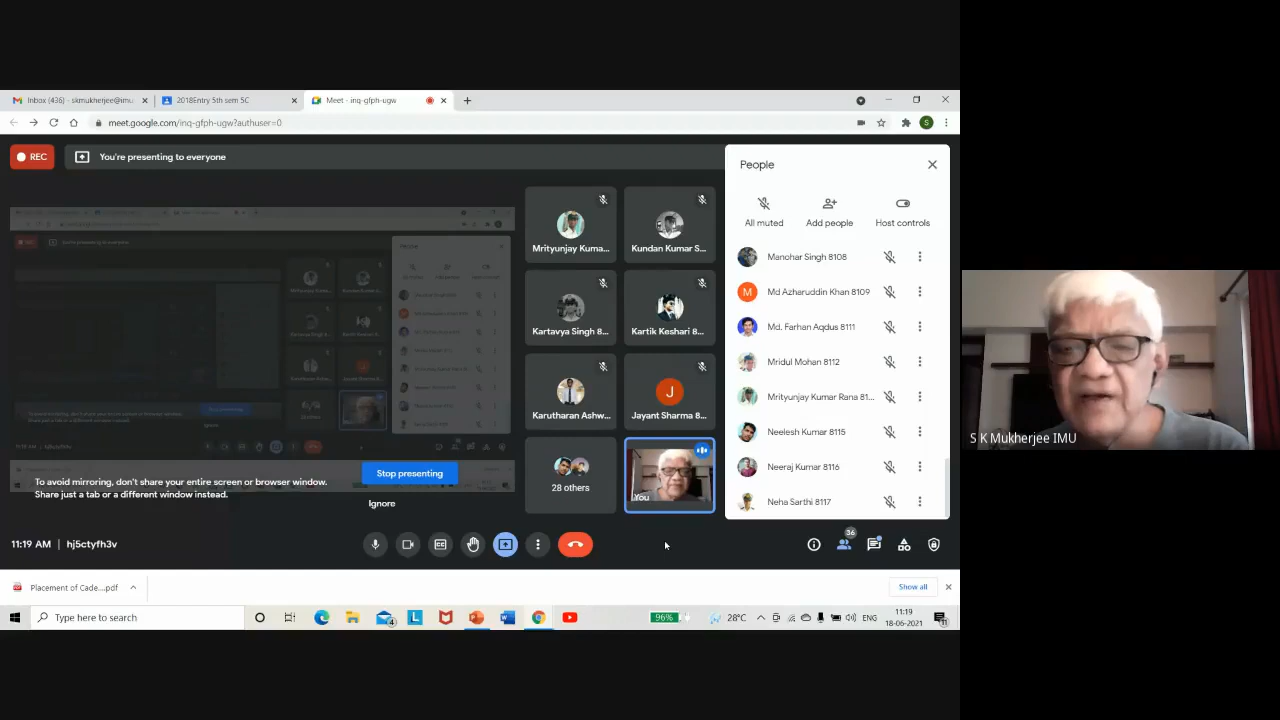 Inbox (436) - skmukherjee@imu
2018Entry 5th sem 5C
Meet - inq-gfph-ugw
meet.google.com/inq-gfph-ugw?authuser=0
S
REC
You're presenting to everyone
People
All muted
Add people
Host controls
Mrityunjay Kuma...
Kundan Kumar S...
Kartavya Singh 8...
Kartik Keshari 8...
Karutharan Ashw...
J
Jayant Sharma 8...
28 others
You
Manohar Singh 8108
M
Md Azharuddin Khan 8109
Md. Farhan Aqdus 8111
Mridul Mohan 8112
Mrityunjay Kumar Rana 81...
Neelesh Kumar 8115
Neeraj Kumar 8116
Neha Sarthi 8117
To avoid mirroring, don't share your entire screen or browser window.
Share just a tab or a different window instead.
Stop presenting
Ignore
S K Mukherjee IMU
11:19 AM | hj5ctyfh3v
CC
36
Placement of Cade....pdf
Show all
Type here to search
4
L
96%
28°C
ENG
11:19
18-06-2021